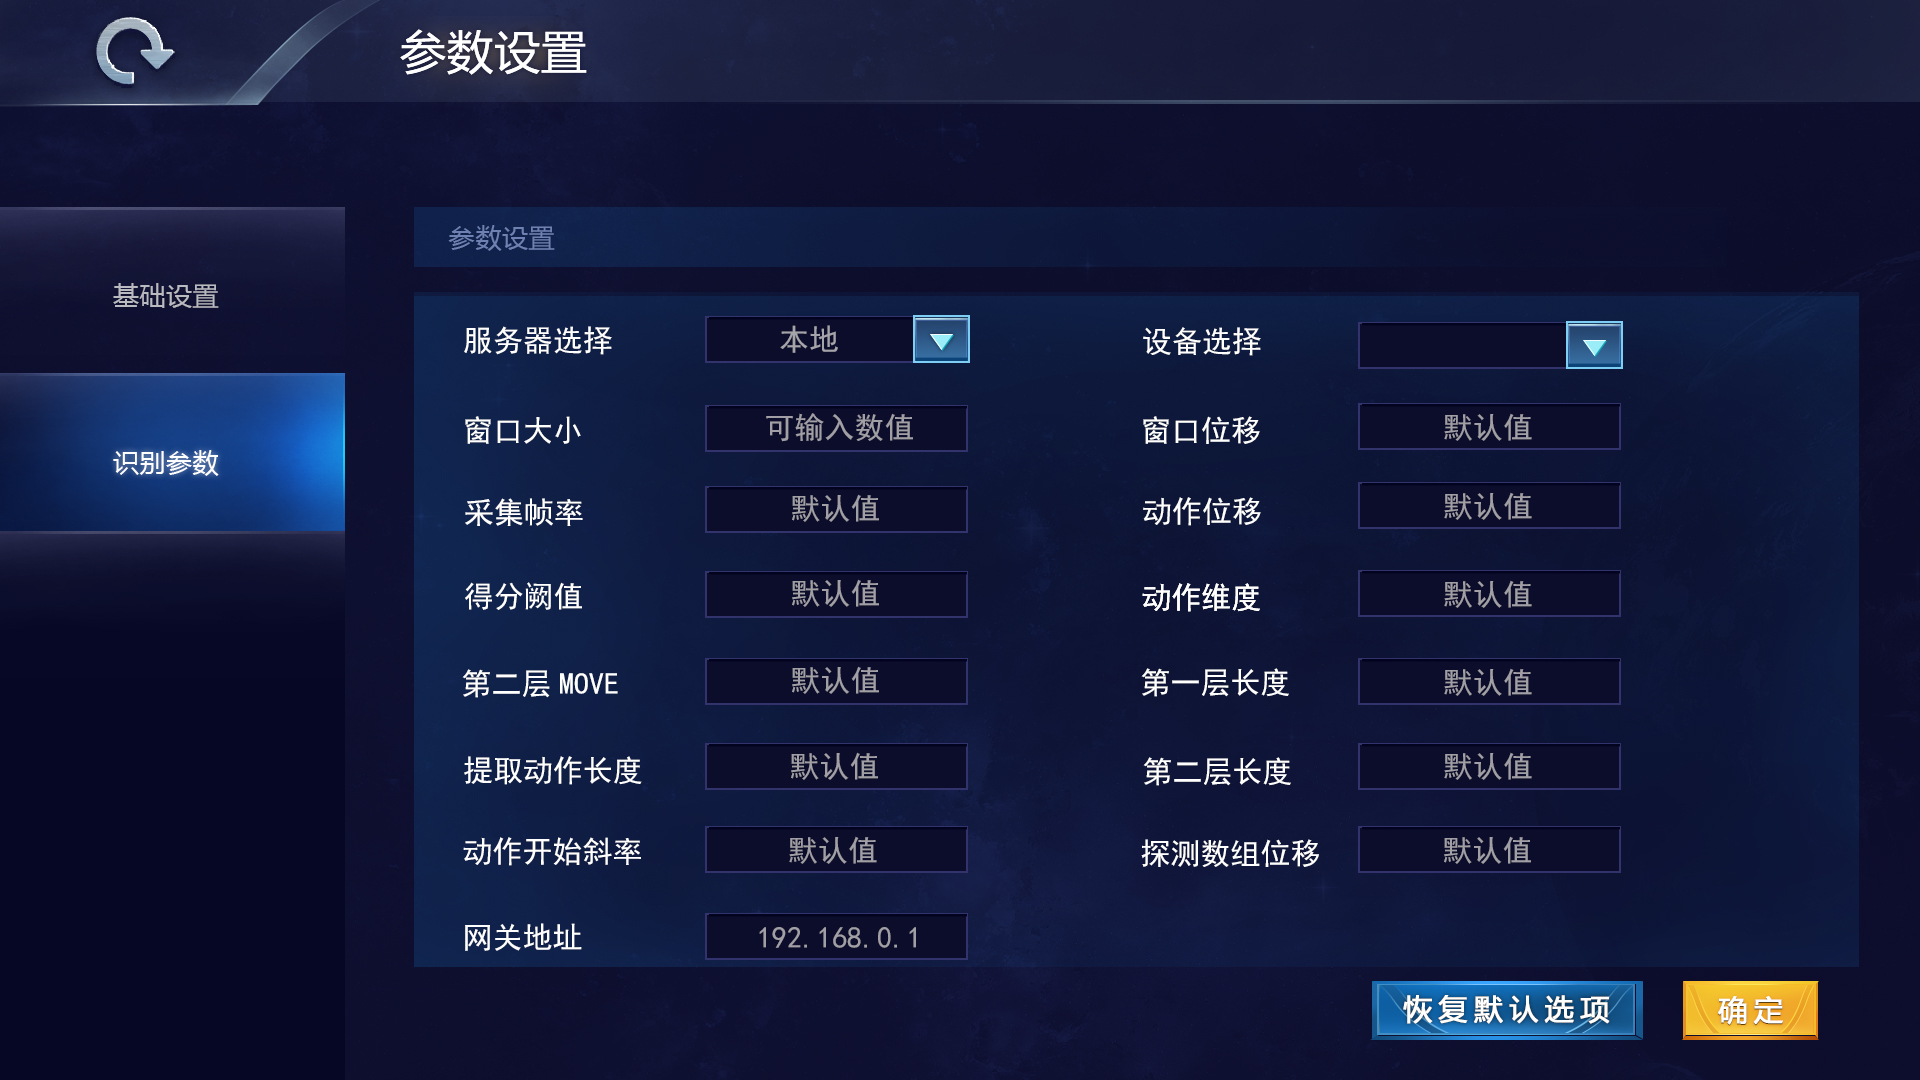 参数设置
基础设置
识别参数
参数设置
服务器选择 本地 设备选择
窗口大小 可输入数值 窗口位移 默认值
采集帧率 默认值 动作位移 默认值
得分阙值 默认值 动作维度 默认值
第二层 MOVE 默认值 第一层长度 默认值
提取动作长度 默认值 第二层长度 默认值
动作开始斜率 默认值 探测数组位移 默认值
网关地址 192.168.0.1
恢复默认选项 确定